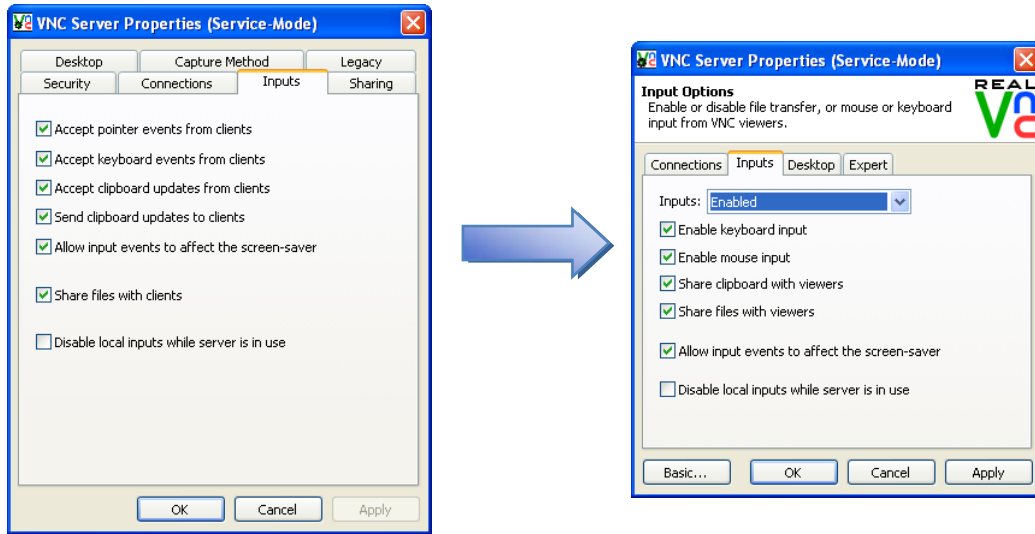 VNC Server Properties (Service-Mode)
Desktop Capture Method Legacy
Security Connections Inputs Sharing
Accept pointer events from clients
Accept keyboard events from clients
Accept clipboard updates from clients
Send clipboard updates to clients
Allow input events to affect the screen-saver
Share files with clients
Disable local inputs while server is in use
OK Cancel Apply
VNC Server Properties (Service-Mode)
Input Options
Enable or disable file transfer, or mouse or keyboard
input from VNC viewers.
REAL
VNC
Connections Inputs Desktop Expert
Inputs: Enabled
Enable keyboard input
Enable mouse input
Share clipboard with viewers
Share files with viewers
Allow input events to affect the screen-saver
Disable local inputs while server is in use
Basic... OK Cancel Apply